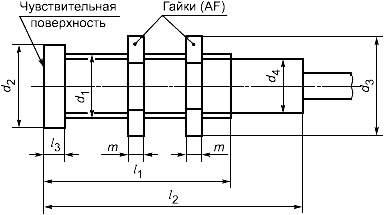 Чувствительная
поверхность
Гайки (AF)
d2
d1
d4
d3
l3
m
m
l1
l2